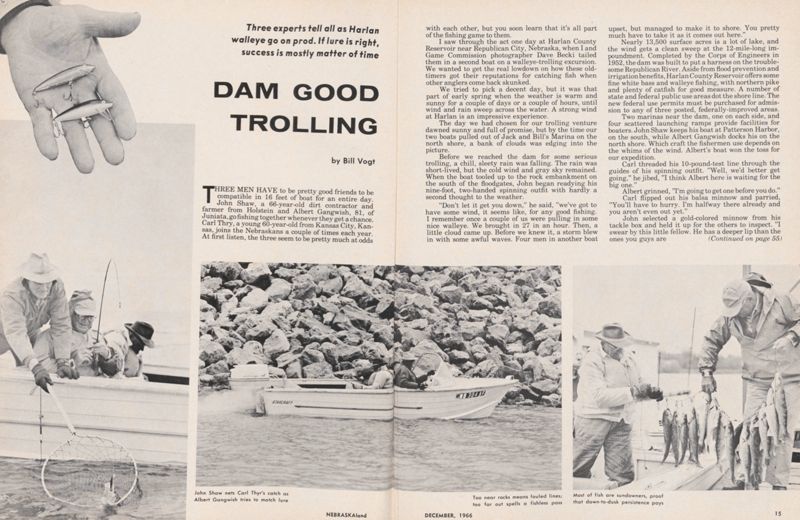 Three experts tell all as Harlan
walleye go on prod. If lure is right,
success is mostly matter of time
DAM GOOD
TROLLING
by Bill Vogt
THREE MEN HAVE to be pretty good friends to be
compatible in 16 feet of boat for an entire day.
John Shaw, a 66-year-old dirt contractor and
farmer from Holstein and Albert Gangwish, 81, of
Juniata, go fishing together whenever they get a chance.
Carl Thry, a young 60-year-old from Kansas City, Kan-
sas, joins the Nebraskans a couple of times each year.
At first listen, the three seem to be pretty much at odds
with each other, but you soon learn that it's all part
of the fishing game to them.
I saw through the act one day at Harlan County
Reservoir near Republican City, Nebraska, when I and
Game Commission photographer Dave Becki tailed
them in a second boat on a walleye-trolling excursion.
We wanted to get the real lowdown on how these old-
timers got their reputations for catching fish when
other anglers come back skunked.
We tried to pick a decent day, but it was that
part of early spring when the weather is warm and
sunny for a couple of days or a couple of hours, until
wind and rain sweep across the water. A strong wind
at Harlan is an impressive experience.
The day we had chosen for our trolling venture
dawned sunny and full of promise, but by the time our
two boats pulled out of Jack and Bill's Marina on the
north shore, a bank of clouds was edging into the
picture.
Before we reached the dam for some serious
trolling, a chill, sleety rain was falling. The rain was
short-lived, but the cold wind and gray sky remained.
When the boat tooled up to the rock embankment on
the south of the floodgates, John began readying his
nine-foot, two-handed spinning outfit with hardly a
second thought to the weather.
"Don't let it get you down," he said, "we've got to
have some wind, it seems like, for any good fishing.
I remember once a couple of us were pulling in some
nice walleye. We brought in 27 in an hour. Then, a
little cloud came up. Before we knew it, a storm blew
in with some awful waves. Four men in another boat
upset, but managed to make it to shore. You pretty
much have to take it as it comes out here."
Nearly 13,500 surface acres is a lot of lake, and
the wind gets a clean sweep at the 12-mile-long im-
poundment. Completed by the Corps of Engineers in
1952, the dam was built to put a harness on the trouble-
some Republican River. Aside from flood prevention and
irrigation benefits, Harlan County Reservoir offers some
fine white bass and walleye fishing, with northern pike
and plenty of catfish for good measure. A number of
state and federal public use areas dot the shore line. The
new federal use permits must be purchased for admis-
sion to any of three posted, federally-improved areas.
Two marinas near the dam, one on each side, and
four scattered launching ramps provide facilities for
boaters. John Shaw keeps his boat at Patterson Harbor,
on the south, while Albert Gangwish docks his on the
north shore. Which craft the fishermen use depends on
the whims of the wind. Albert's boat won the toss for
our expedition.
Carl threaded his 10-pound-test line through the
guides of his spinning outfit. "Well, we'd better get
going," he jibed, "I think Albert here is waiting for the
big one."
Albert grinned, "I'm going to get one before you do."
Carl flipped out his balsa minnow and parried,
"You'll have to hurry. I'm halfway there already and
you aren't even out yet."
John selected a gold-colored minnow from his
tackle box and held it up for the others to inspect. "I
swear by this little fellow. He has a deeper lip than the
ones you guys are (Continued on page 55)
STARCRAFT
John Shaw nets Carl Thyr's catch as
Albert Gangwish tries to match lure
Too near rocks means fouled lines;
too far out spells a fishless pass
Most of fish are sundowners, proof
that dawn-to-dusk persistence pays
NEBRASKAland
DECEMBER, 1966
15